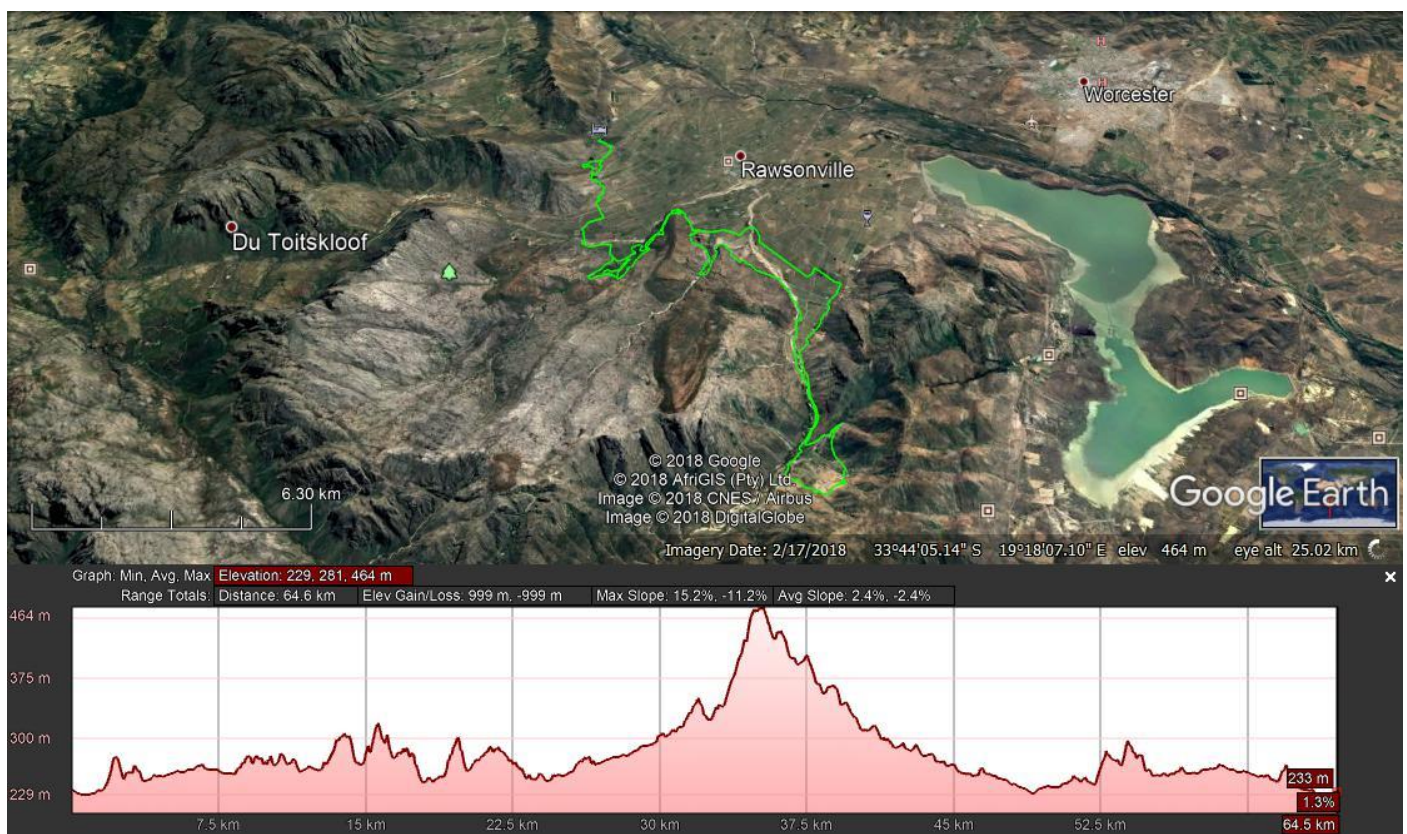 Worcester
Rawsonville
Du Toitskloof
© 2018 Google
© 2018 AfriGIS (Pty) Ltd.
Image © 2018 CNES / Airbus
Image © 2018 DigitalGlobe
6.30 km
Google Earth
Imagery Date: 2/17/2018 33°44'05.14" S 19°18'07.10" E elev 464 m eye alt 25.02 km
Graph: Min, Avg, Max Elevation: 229, 281, 464 m
Range Totals: Distance: 64.6 km Elev Gain/Loss: 999 m, -999 m Max Slope: 15.2%, -11.2% Avg Slope: 2.4%, -2.4%
464 m
375 m
300 m
229 m
233 m
1.3%
7.5 km 15 km 22.5 km 30 km 37.5 km 45 km 52.5 km 64.5 km